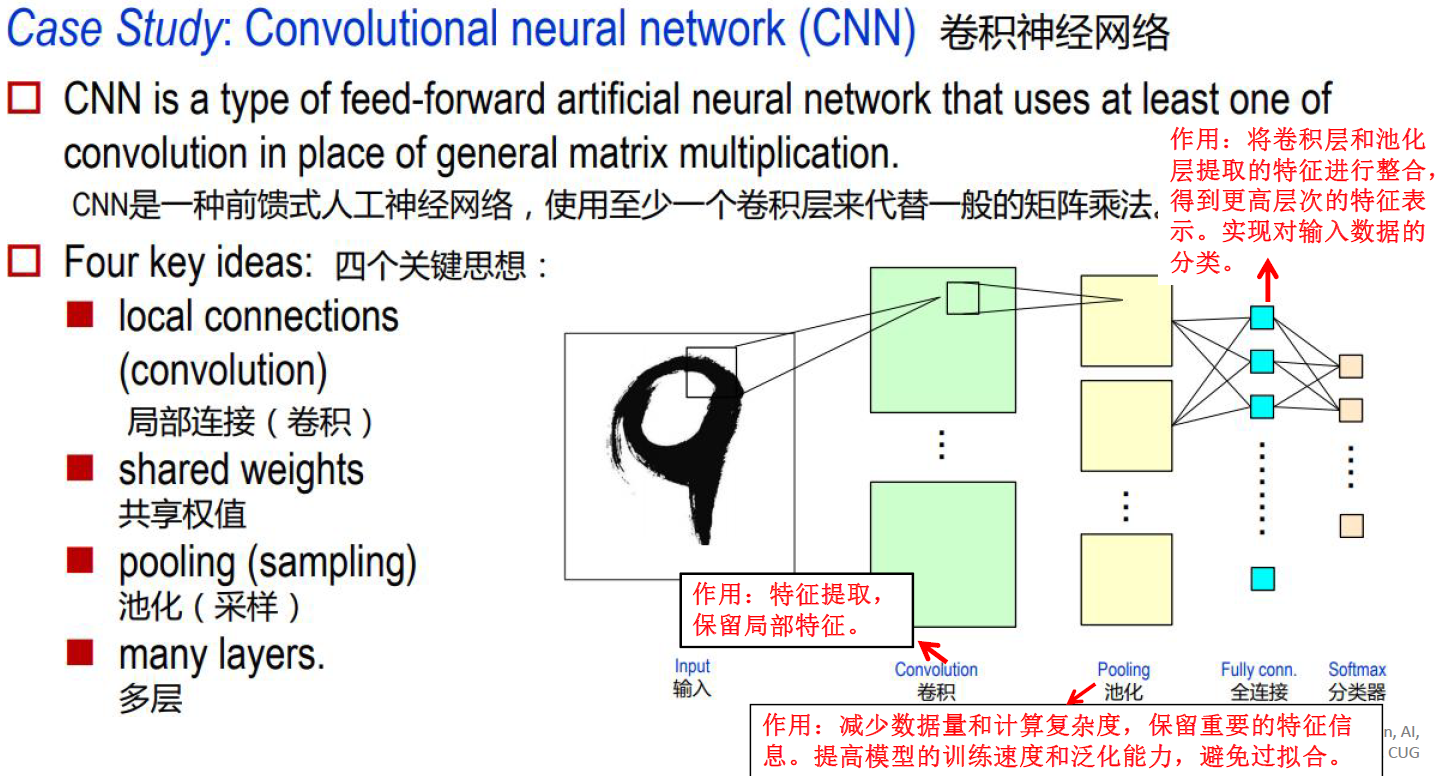 Case Study: Convolutional neural network (CNN) 卷积神经网络
CNN is a type of feed-forward artificial neural network that uses at least one of
convolution in place of general matrix multiplication.
CNN是一种前馈式人工神经网络，使用至少一个卷积层来代替一般的矩阵乘法。
作用：将卷积层和池化
层提取的特征进行整合，
得到更高层次的特征表
示。实现对输入数据的
分类。
Four key ideas: 四个关键思想：
local connections
(convolution)
局部连接（卷积）
shared weights
共享权值
pooling (sampling)
池化（采样）
many layers.
多层
作用：特征提取，
保留局部特征。
Input
输入
Convolution
卷积
Pooling
池化
Fully conn.
全连接
Softmax
分类器
作用：减少数据量和计算复杂度，保留重要的特征信
息。提高模型的训练速度和泛化能力，避免过拟合。
n, AI,
CUG